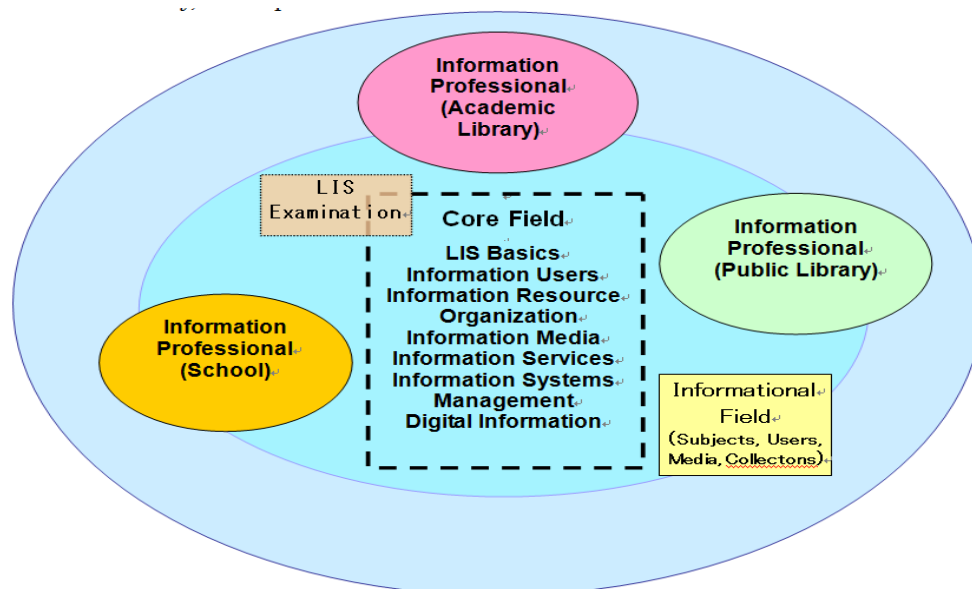 Information
Professional
(Academic
Library)
LIS
Examination
Core Field
LIS Basics
Information Users
Information Resource
Organization
Information Media
Information Services
Information Systems
Management
Digital Information
Information
Professional
(Public Library)
Information
Professional
(School)
Informational
Field
(Subjects, Users,
Media, Collectons)